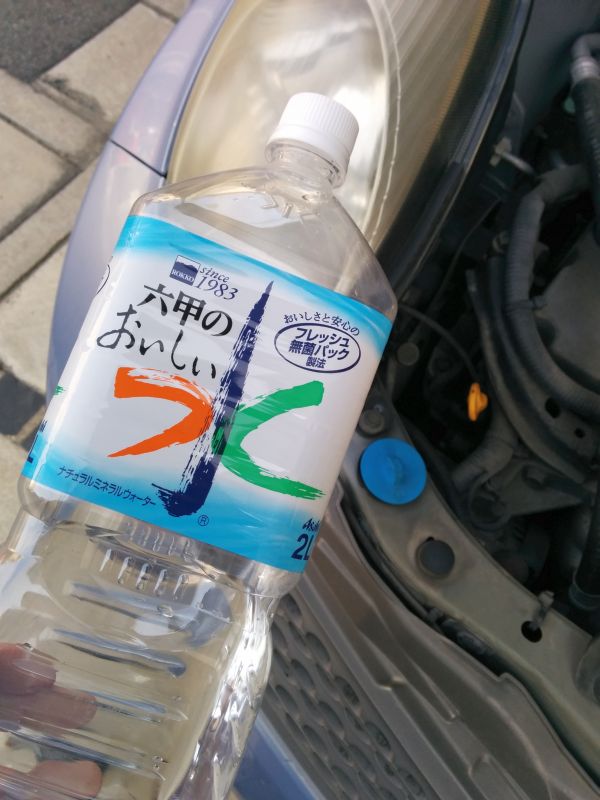 ROKKO
since
1983
六甲の
おいしい
水
おいしさと安心の
フレッシュ
無菌パック
製法
ナチュラルミネラルウォーター
®
2L